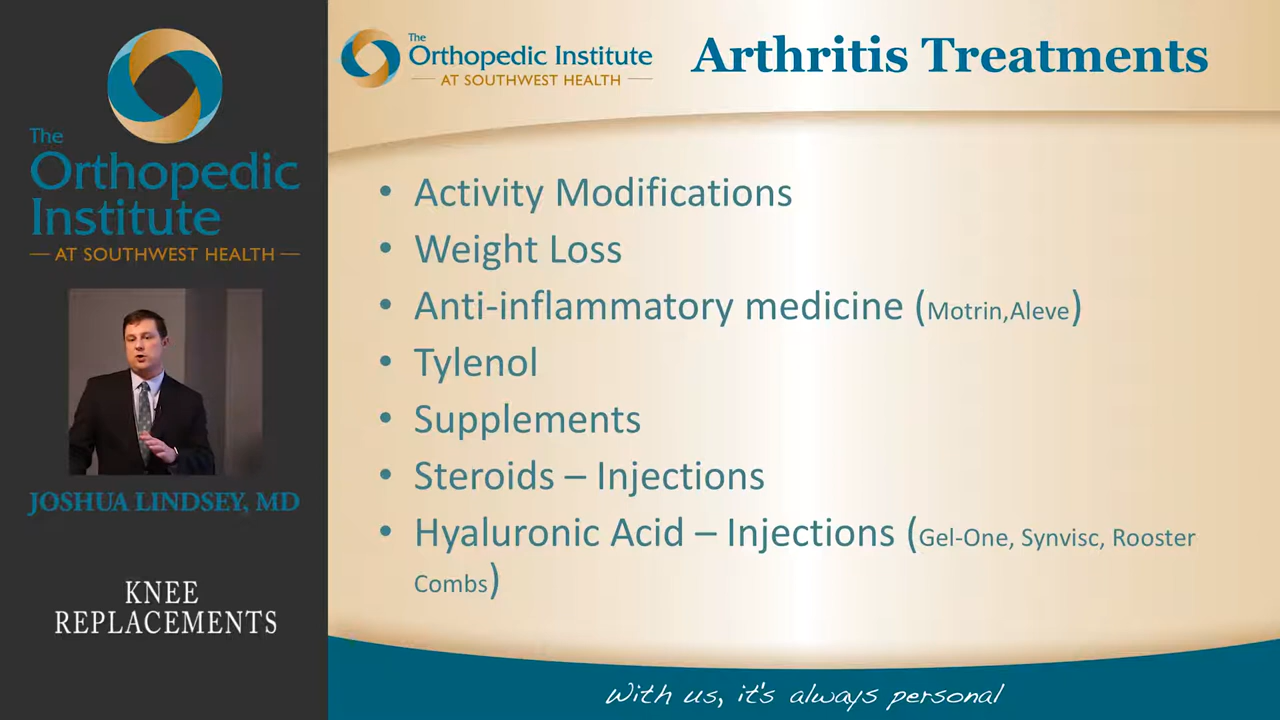 The
Orthopedic
Institute
— AT SOUTHWEST HEALTH —
JOSHUA LINDSEY, MD
KNEE
REPLACEMENTS
The
Orthopedic Institute
— AT SOUTHWEST HEALTH —
Arthritis Treatments
• Activity Modifications
• Weight Loss
• Anti-inflammatory medicine (Motrin,Aleve)
• Tylenol
• Supplements
• Steroids – Injections
• Hyaluronic Acid – Injections (Gel-One, Synvisc, Rooster
Combs)
With us, it's always personal